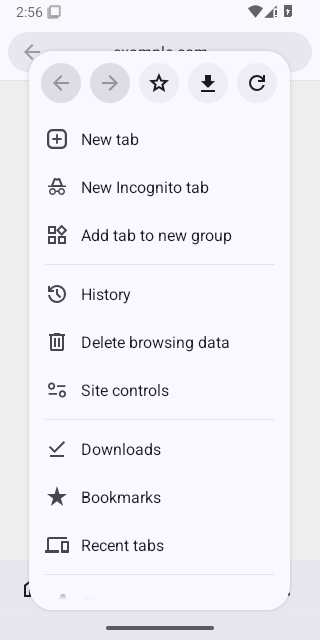 2:56
New tab
New Incognito tab
Add tab to new group
History
Delete browsing data
Site controls
Downloads
Bookmarks
Recent tabs